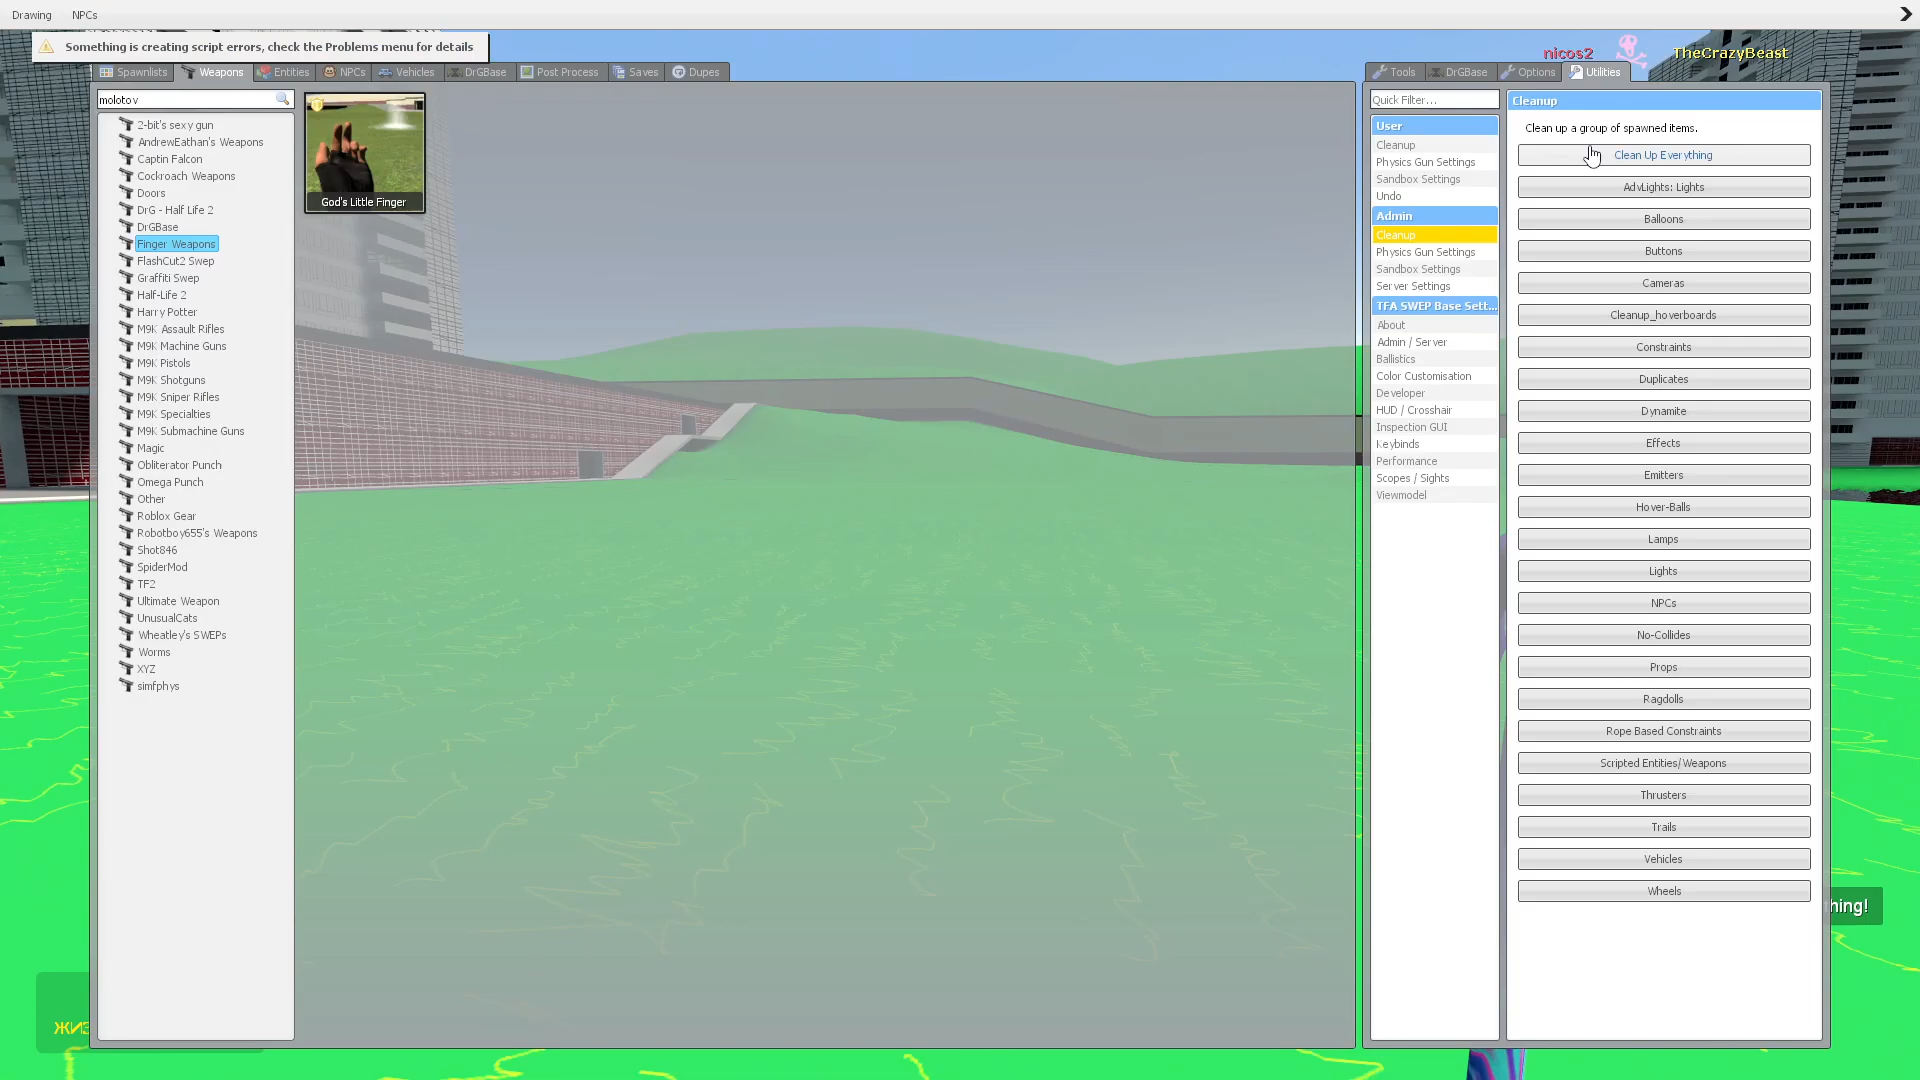 Drawing NPCs
Something is creating script errors, check the Problems menu for details
nicos2
TheCrazyBeast
Spawnlists Weapons Entities NPCs Vehicles DrGBase Post Process Saves Dupes
Tools DrGBase Options Utilities
molotov
2-bit's sexy gun
AndrewEathan's Weapons
Captin Falcon
Cockroach Weapons
Doors
DrG - Half Life 2
DrGBase
Finger Weapons
FlashCut2 Swep
Graffiti Swep
Half-Life 2
Harry Potter
M9K Assault Rifles
M9K Machine Guns
M9K Pistols
M9K Shotguns
M9K Sniper Rifles
M9K Specialties
M9K Submachine Guns
Magic
Obliterator Punch
Omega Punch
Other
Roblox Gear
Robotboy655's Weapons
Shot846
SpiderMod
TF2
Ultimate Weapon
UnusualCats
Wheatley's SWEPs
Worms
XYZ
simfphys
God's Little Finger
Quick Filter...
User
Cleanup
Physics Gun Settings
Sandbox Settings
Undo
Admin
Cleanup
Physics Gun Settings
Sandbox Settings
Server Settings
TFA SWEP Base Sett...
About
Admin / Server
Ballistics
Color Customisation
Developer
HUD / Crosshair
Inspection GUI
Keybinds
Performance
Scopes / Sights
Viewmodel
Cleanup
Clean up a group of spawned items.
Clean Up Everything
AdvLights: Lights
Balloons
Buttons
Cameras
Cleanup_hoverboards
Constraints
Duplicates
Dynamite
Effects
Emitters
Hover-Balls
Lamps
Lights
NPCs
No-Collides
Props
Ragdolls
Rope Based Constraints
Scripted Entities/Weapons
Thrusters
Trails
Vehicles
Wheels
thing!
ЖИЗ